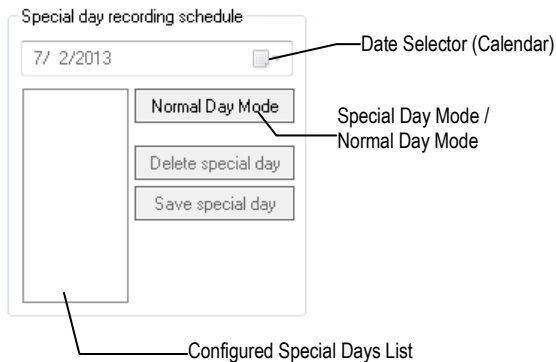 Special day recording schedule
7/ 2/2013
Date Selector (Calendar)
Normal Day Mode
Special Day Mode /
Normal Day Mode
Delete special day
Save special day
Configured Special Days List